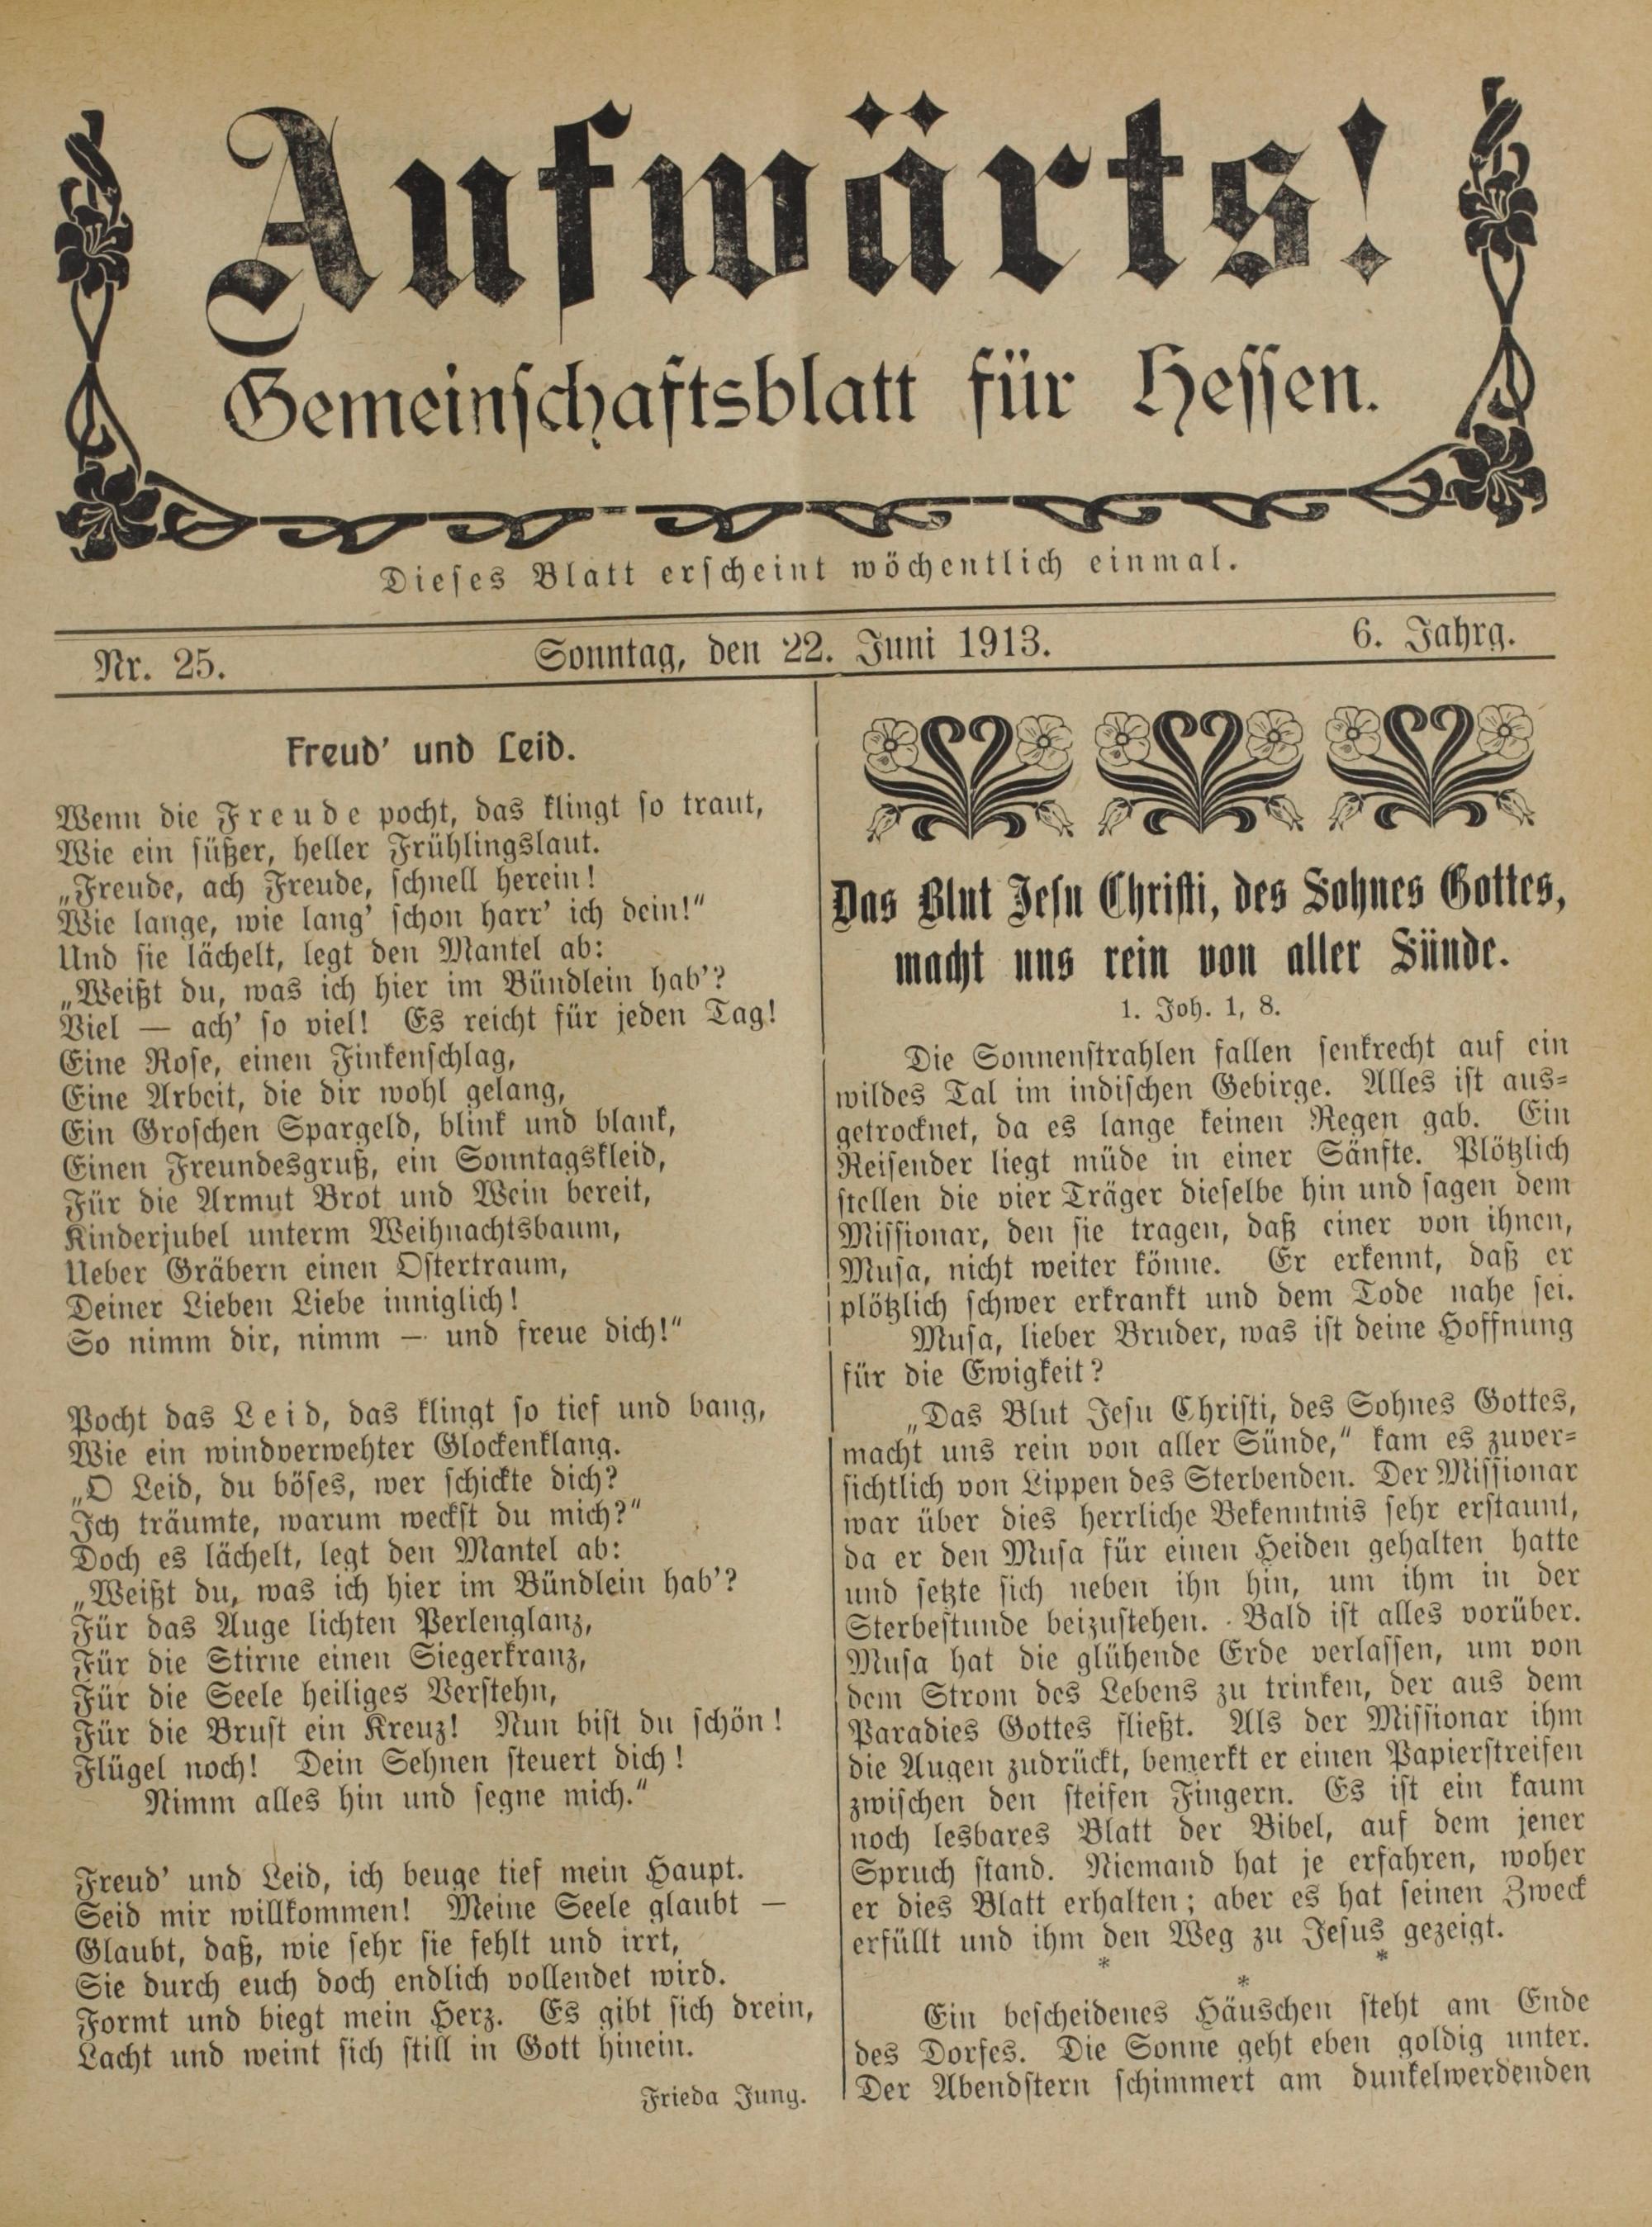 Aufwärts!
Gemeinschaftsblatt für Hessen.
Dieses Blatt erscheint wöchentlich einmal.
Nr. 25. Sonntag, den 22. Juni 1913. 6. Jahrg.
Freud' und Leid.
Wenn die Freude pocht, das klingt so traut,
Wie ein süßer, heller Frühlingslaut.
„Freude, ach Freude, schnell herein!
Wie lange, wie lang' schon harr' ich dein!“
Und sie lächelt, legt den Mantel ab:
„Weißt du, was ich hier im Bündlein hab'?
Viel — ach' so viel! Es reicht für jeden Tag!
Eine Rose, einen Finkenschlag,
Eine Arbeit, die dir wohl gelang,
Ein Groschen Spargeld, blink und blank,
Einen Freundesgruß, ein Sonntagskleid,
Für die Armut Brot und Wein bereit,
Kinderjubel unterm Weihnachtsbaum,
Ueber Gräbern einen Ostertraum,
Deiner Lieben Liebe inniglich!
So nimm dir, nimm — und freue dich!“
Pocht das Leid, das klingt so tief und bang,
Wie ein windverwehter Glockenklang.
„O Leid, du böses, wer schickte dich?
Ich träumte, warum weckst du mich?“
Doch es lächelt, legt den Mantel ab:
„Weißt du, was ich hier im Bündlein hab'?
Für das Auge lichten Perlenglanz,
Für die Stirne einen Siegerkranz,
Für die Seele heiliges Verstehn,
Für die Brust ein Kreuz! Nun bist du schön!
Flügel noch! Dein Sehnen steuert dich!
Nimm alles hin und segne mich.“
Freud' und Leid, ich beuge tief mein Haupt.
Seid mir willkommen! Meine Seele glaubt —
Glaubt, daß, wie sehr sie fehlt und irrt,
Sie durch euch doch endlich vollendet wird.
Formt und biegt mein Herz. Es gibt sich drein,
Lacht und weint sich still in Gott hinein.
Frieda Jung.
Das Blut Jesu Christi, des Sohnes Gottes,
macht uns rein von aller Sünde.
1. Joh. 1, 8.
Die Sonnenstrahlen fallen senkrecht auf ein
wildes Tal im indischen Gebirge. Alles ist aus-
getrocknet, da es lange keinen Regen gab. Ein
Reisender liegt müde in einer Sänfte. Plötzlich
stellen die vier Träger dieselbe hin und sagen dem
Missionar, den sie tragen, daß einer von ihnen,
Musa, nicht weiter könne. Er erkennt, daß er
plötzlich schwer erkrankt und dem Tode nahe sei.
Musa, lieber Bruder, was ist deine Hoffnung
für die Ewigkeit?
„Das Blut Jesu Christi, des Sohnes Gottes,
macht uns rein von aller Sünde,“ kam es zuver-
sichtlich von Lippen des Sterbenden. Der Missionar
war über dies herrliche Bekenntnis sehr erstaunt,
da er den Musa für einen Heiden gehalten hatte
und setzte sich neben ihn hin, um ihm in der
Sterbestunde beizustehen. Bald ist alles vorüber.
Musa hat die glühende Erde verlassen, um von
dem Strom des Lebens zu trinken, der aus dem
Paradies Gottes fließt. Als der Missionar ihm
die Augen zudrückt, bemerkt er einen Papierstreifen
zwischen den steifen Fingern. Es ist ein kaum
noch lesbares Blatt der Bibel, auf dem jener
Spruch stand. Niemand hat je erfahren, woher
er dies Blatt erhalten; aber es hat seinen Zweck
erfüllt und ihm den Weg zu Jesus gezeigt.
* * *
Ein bescheidenes Häuschen steht am Ende
des Dorfes. Die Sonne geht eben goldig unter.
Der Abendstern schimmert am dunkelwerdenden